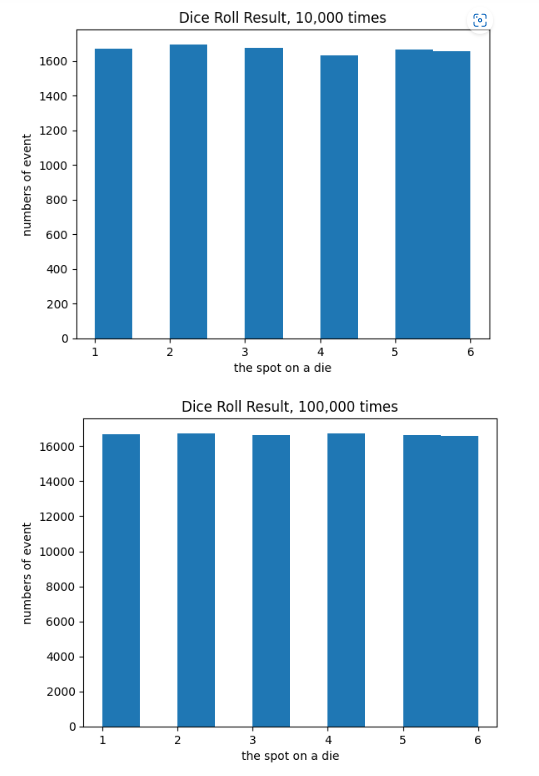 Dice Roll Result, 10,000 times
1600
1400
1200
1000
800
600
400
200
0
numbers of event
1 2 3 4 5 6
the spot on a die
Dice Roll Result, 100,000 times
16000
14000
12000
10000
8000
6000
4000
2000
0
numbers of event
1 2 3 4 5 6
the spot on a die